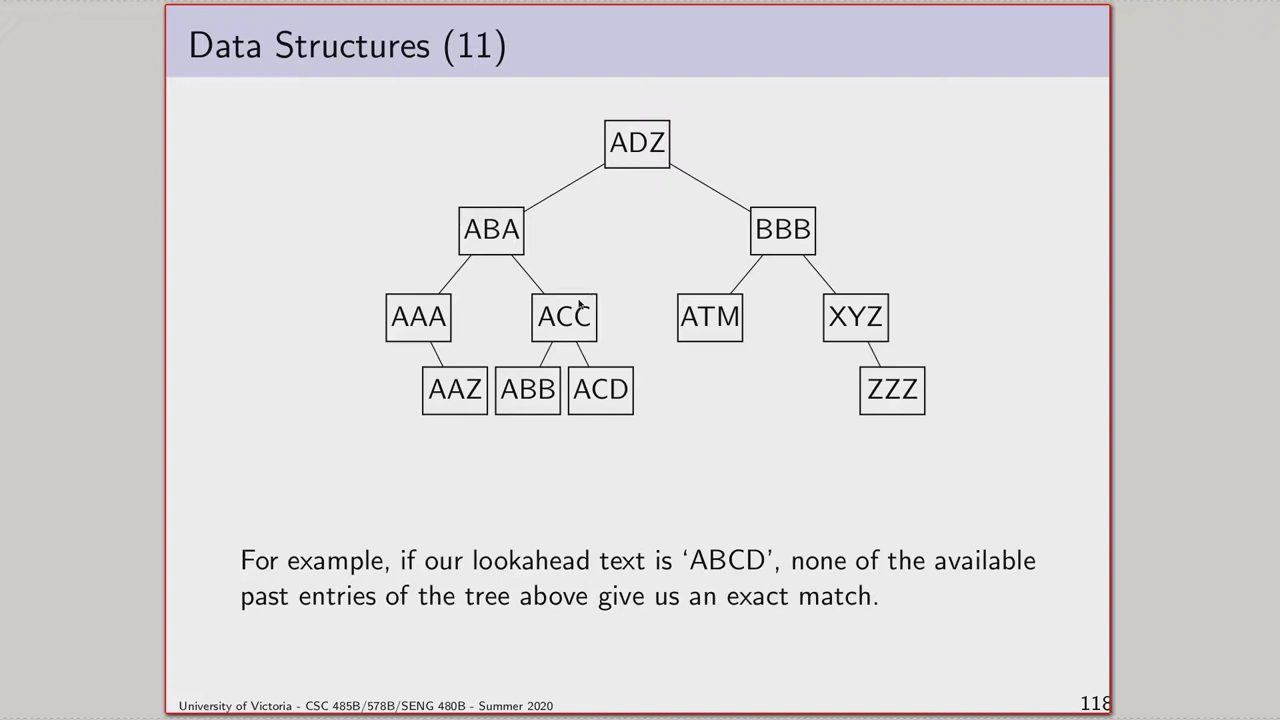 Data Structures (11)
ADZ
ABA BBB
AAA ACC ATM XYZ
AAZ ABB ACD ZZZ
For example, if our lookahead text is ‘ABCD’, none of the available
past entries of the tree above give us an exact match.
University of Victoria - CSC 485B/578B/SENG 480B - Summer 2020
118